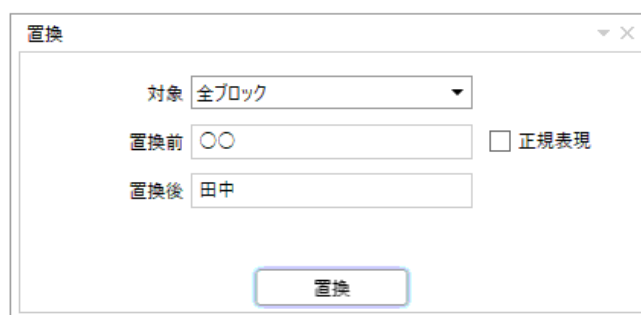 置換
対象 全ブロック
置換前 〇〇 正規表現
置換後 田中
置換